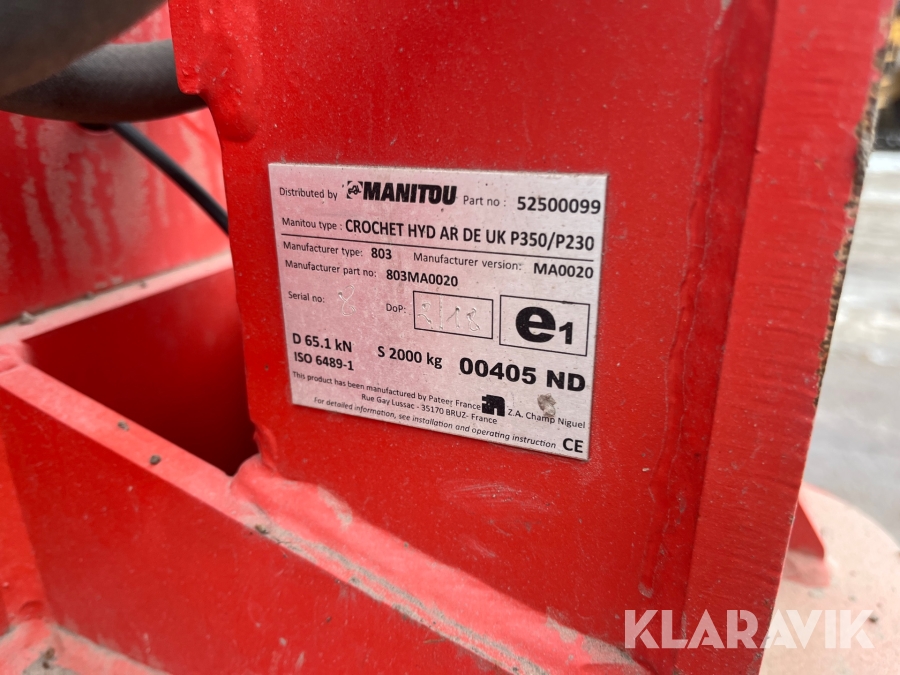 Distributed by MANITOU Part no : 52500099
Manitou type : CROCHET HYD AR DE UK P350/P230
Manufacturer type: 803 Manufacturer version: MA0020
Manufacturer part no: 803MA0020
Serial no: DoP:
e1
D 65.1 kN S 2000 kg 00405 ND
ISO 6489-1
This product has been manufactured by Pateer France Z.A. Champ Niguel
Rue Gay Lussac - 35170 BRUZ- France
For detailed information, see installation and operating instruction CE
KLARAVIK